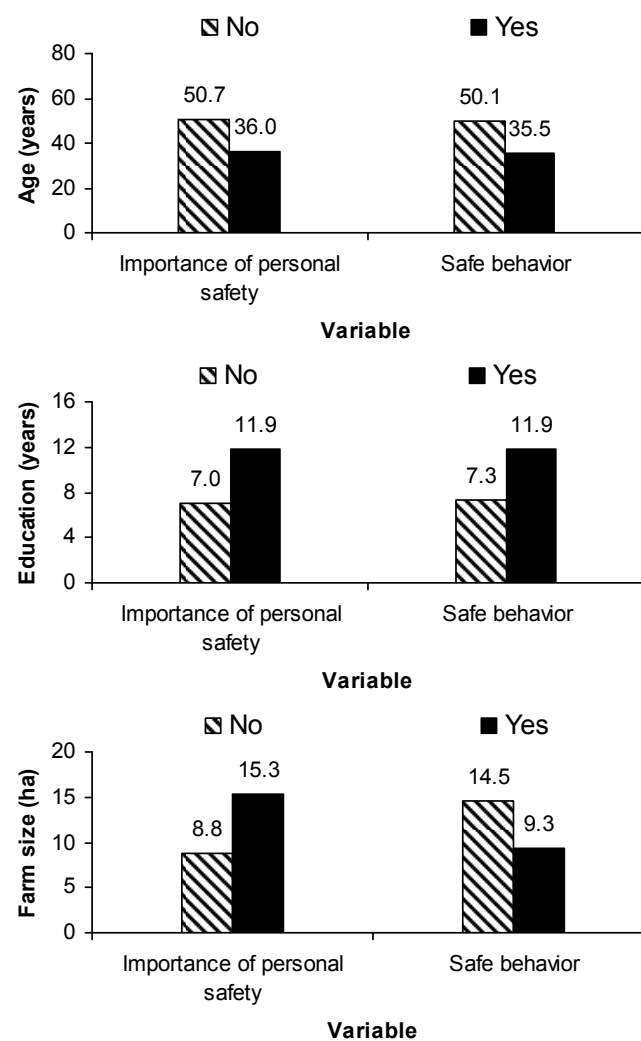 No Yes
80
60
40
20
0
Age (years)
50.7 36.0 50.1 35.5
Importance of personal safety
Safe behavior
Variable
No Yes
16
12
8
4
0
Education (years)
7.0 11.9 7.3 11.9
Importance of personal safety
Safe behavior
Variable
No Yes
20
15
10
5
0
Farm size (ha)
8.8 15.3 14.5 9.3
Importance of personal safety
Safe behavior
Variable